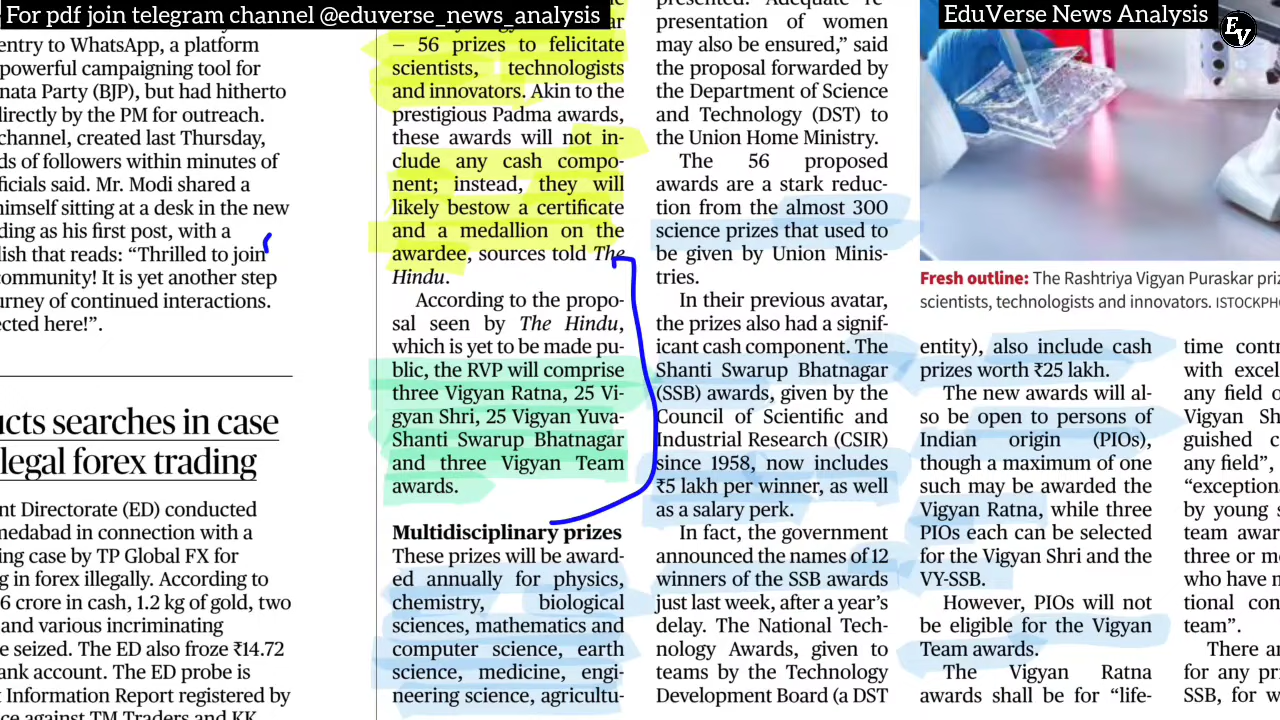 For pdf join telegram channel @eduverse_news_analysis
EduVerse News Analysis
EV
entry to WhatsApp, a platform
powerful campaigning tool for
nata Party (BJP), but had hitherto
directly by the PM for outreach.
channel, created last Thursday,
ds of followers within minutes of
ficials said. Mr. Modi shared a
himself sitting at a desk in the new
ding as his first post, with a
lish that reads: “Thrilled to join
community! It is yet another step
urney of continued interactions.
ected here!”.
ucts searches in case
llegal forex trading
nt Directorate (ED) conducted
medabad in connection with a
ing case by TP Global FX for
g in forex illegally. According to
6 crore in cash, 1.2 kg of gold, two
and various incriminating
e seized. The ED also froze ₹14.72
ank account. The ED probe is
t Information Report registered by
ce against TM Traders and KK
– 56 prizes to felicitate
scientists, technologists
and innovators. Akin to the
prestigious Padma awards,
these awards will not in-
clude any cash compo-
nent; instead, they will
likely bestow a certificate
and a medallion on the
awardee, sources told The
Hindu.
According to the propo-
sal seen by The Hindu,
which is yet to be made pu-
blic, the RVP will comprise
three Vigyan Ratna, 25 Vi-
gyan Shri, 25 Vigyan Yuva-
Shanti Swarup Bhatnagar
and three Vigyan Team
awards.
Multidisciplinary prizes
These prizes will be award-
ed annually for physics,
chemistry, biological
sciences, mathematics and
computer science, earth
science, medicine, engi-
neering science, agricultu-
presented. Adequate re-
presentation of women
may also be ensured,” said
the proposal forwarded by
the Department of Science
and Technology (DST) to
the Union Home Ministry.
The 56 proposed
awards are a stark reduc-
tion from the almost 300
science prizes that used to
be given by Union Minis-
tries.
In their previous avatar,
the prizes also had a signif-
icant cash component. The
Shanti Swarup Bhatnagar
(SSB) awards, given by the
Council of Scientific and
Industrial Research (CSIR)
since 1958, now includes
₹5 lakh per winner, as well
as a salary perk.
In fact, the government
announced the names of 12
winners of the SSB awards
just last week, after a year’s
delay. The National Tech-
nology Awards, given to
teams by the Technology
Development Board (a DST
Fresh outline: The Rashtriya Vigyan Puraskar priz
scientists, technologists and innovators. ISTOCKPH
entity), also include cash
prizes worth ₹25 lakh.
The new awards will al-
so be open to persons of
Indian origin (PIOs),
though a maximum of one
such may be awarded the
Vigyan Ratna, while three
PIOs each can be selected
for the Vigyan Shri and the
VY-SSB.
However, PIOs will not
be eligible for the Vigyan
Team awards.
The Vigyan Ratna
awards shall be for “life-
time contr
with excel
any field o
Vigyan Sh
guished c
any field”,
“exception
by young s
team awar
three or mo
who have m
tional con
team”.
There ar
for any pri
SSB, for w